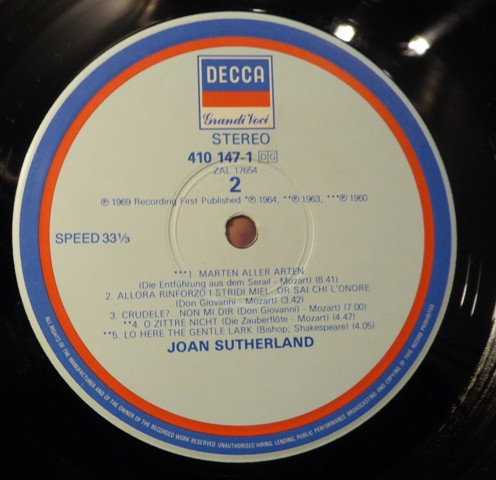 DECCA
Grandi Voci
STEREO
410 147-1 DG
ZAL 17654
2
℗ 1969 Recording First Published *℗ 1964, **℗ 1963, ***℗ 1960
SPEED 33⅓
***1. MARTEN ALLER ARTEN
(Die Entführung aus dem Serail - Mozart) (8.41)
2. ALLORA RINFORZO I STRIDI MIEI...OR SAI CHI L'ONORE
(Don Giovanni - Mozart) (3.42)
3. CRUDELE?...NON MI DIR (Don Giovanni - Mozart) (7.00)
**4. O ZITTRE NICHT (Die Zauberflöte - Mozart) (4.47)
**5. LO HERE THE GENTLE LARK (Bishop; Shakespeare) (4.05)
JOAN SUTHERLAND
ALL RIGHTS OF THE MANUFACTURER AND OF THE OWNER OF THE RECORDED WORK RESERVED. UNAUTHORISED HIRING, LENDING, PUBLIC PERFORMANCE, BROADCASTING AND COPYING OF THIS RECORD PROHIBITED